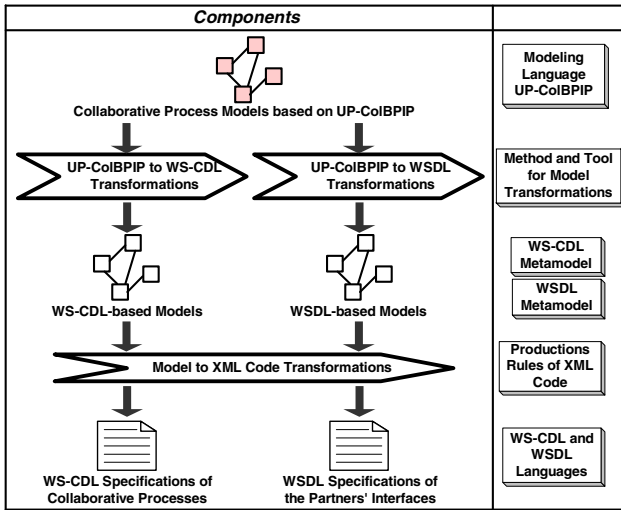 Components
Modeling
Language
UP-ColBPIP
Collaborative Process Models based on UP-ColBPIP
UP-ColBPIP to WS-CDL
Transformations
UP-ColBPIP to WSDL
Transformations
Method and Tool
for Model
Transformations
WS-CDL
Metamodel
WSDL
Metamodel
WS-CDL-based Models
WSDL-based Models
Model to XML Code Transformations
Productions
Rules of XML
Code
WS-CDL Specifications of
Collaborative Processes
WSDL Specifications of
the Partners' Interfaces
WS-CDL and
WSDL
Languages